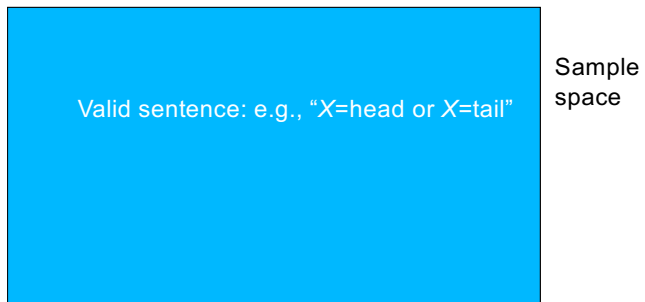 Sample
space
Valid sentence: e.g., “X=head or X=tail”